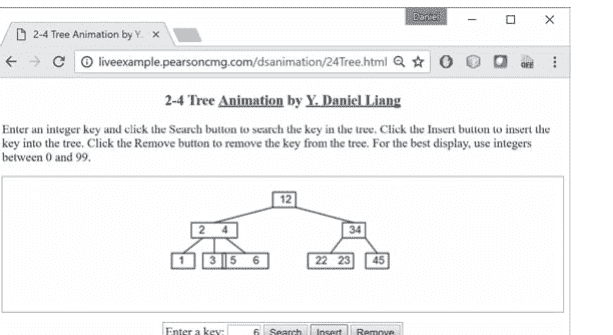 Daniel
2-4 Tree Animation by Y. x
liveexample.pearsoncmg.com/dsanimation/24Tree.html
2-4 Tree Animation by Y. Daniel Liang
Enter an integer key and click the Search button to search the key in the tree. Click the Insert button to insert the
key into the tree. Click the Remove button to remove the key from the tree. For the best display, use integers
between 0 and 99.
12
2 4 34
1 3 5 6 22 23 45
Enter a key: 6 Search Insert Remove